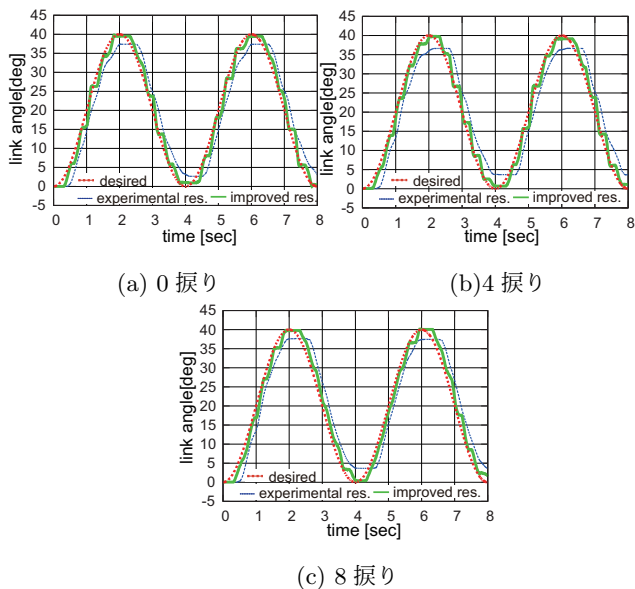 45
40
35
30
25
20
15
10
5
0
-5
link angle[deg]
desired
experimental res. improved res.
0 1 2 3 4 5 6 7 8
time [sec]
(a) 0 捩り
45
40
35
30
25
20
15
10
5
0
-5
link angle[deg]
desired
experimental res. improved res.
0 1 2 3 4 5 6 7 8
time [sec]
(b)4 捩り
45
40
35
30
25
20
15
10
5
0
-5
link angle[deg]
desired
experimental res. improved res.
0 1 2 3 4 5 6 7 8
time [sec]
(c) 8 捩り